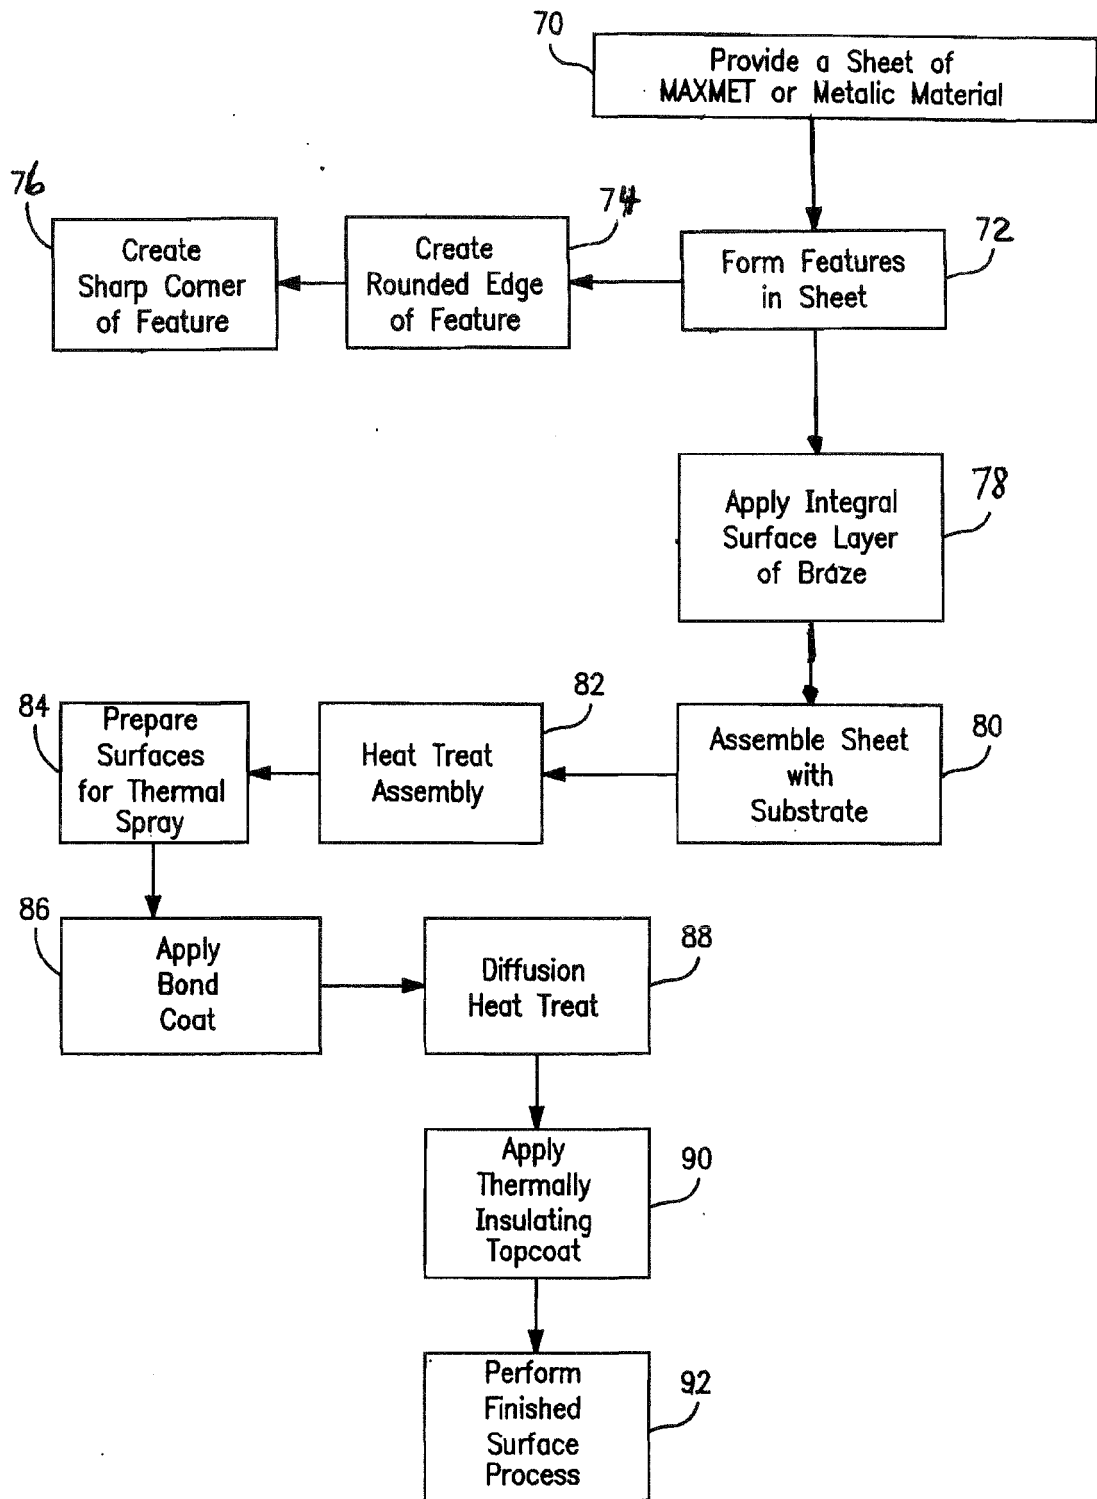 70
Provide a Sheet of
MAXMET or Metalic Material
76
Create
Sharp Corner
of Feature
74
Create
Rounded Edge
of Feature
72
Form Features
in Sheet
78
Apply Integral
Surface Layer
of Braze
84
Prepare
Surfaces
for Thermal
Spray
82
Heat Treat
Assembly
80
Assemble Sheet
with
Substrate
86
Apply
Bond
Coat
88
Diffusion
Heat Treat
90
Apply
Thermally
Insulating
Topcoat
92
Perform
Finished
Surface
Process